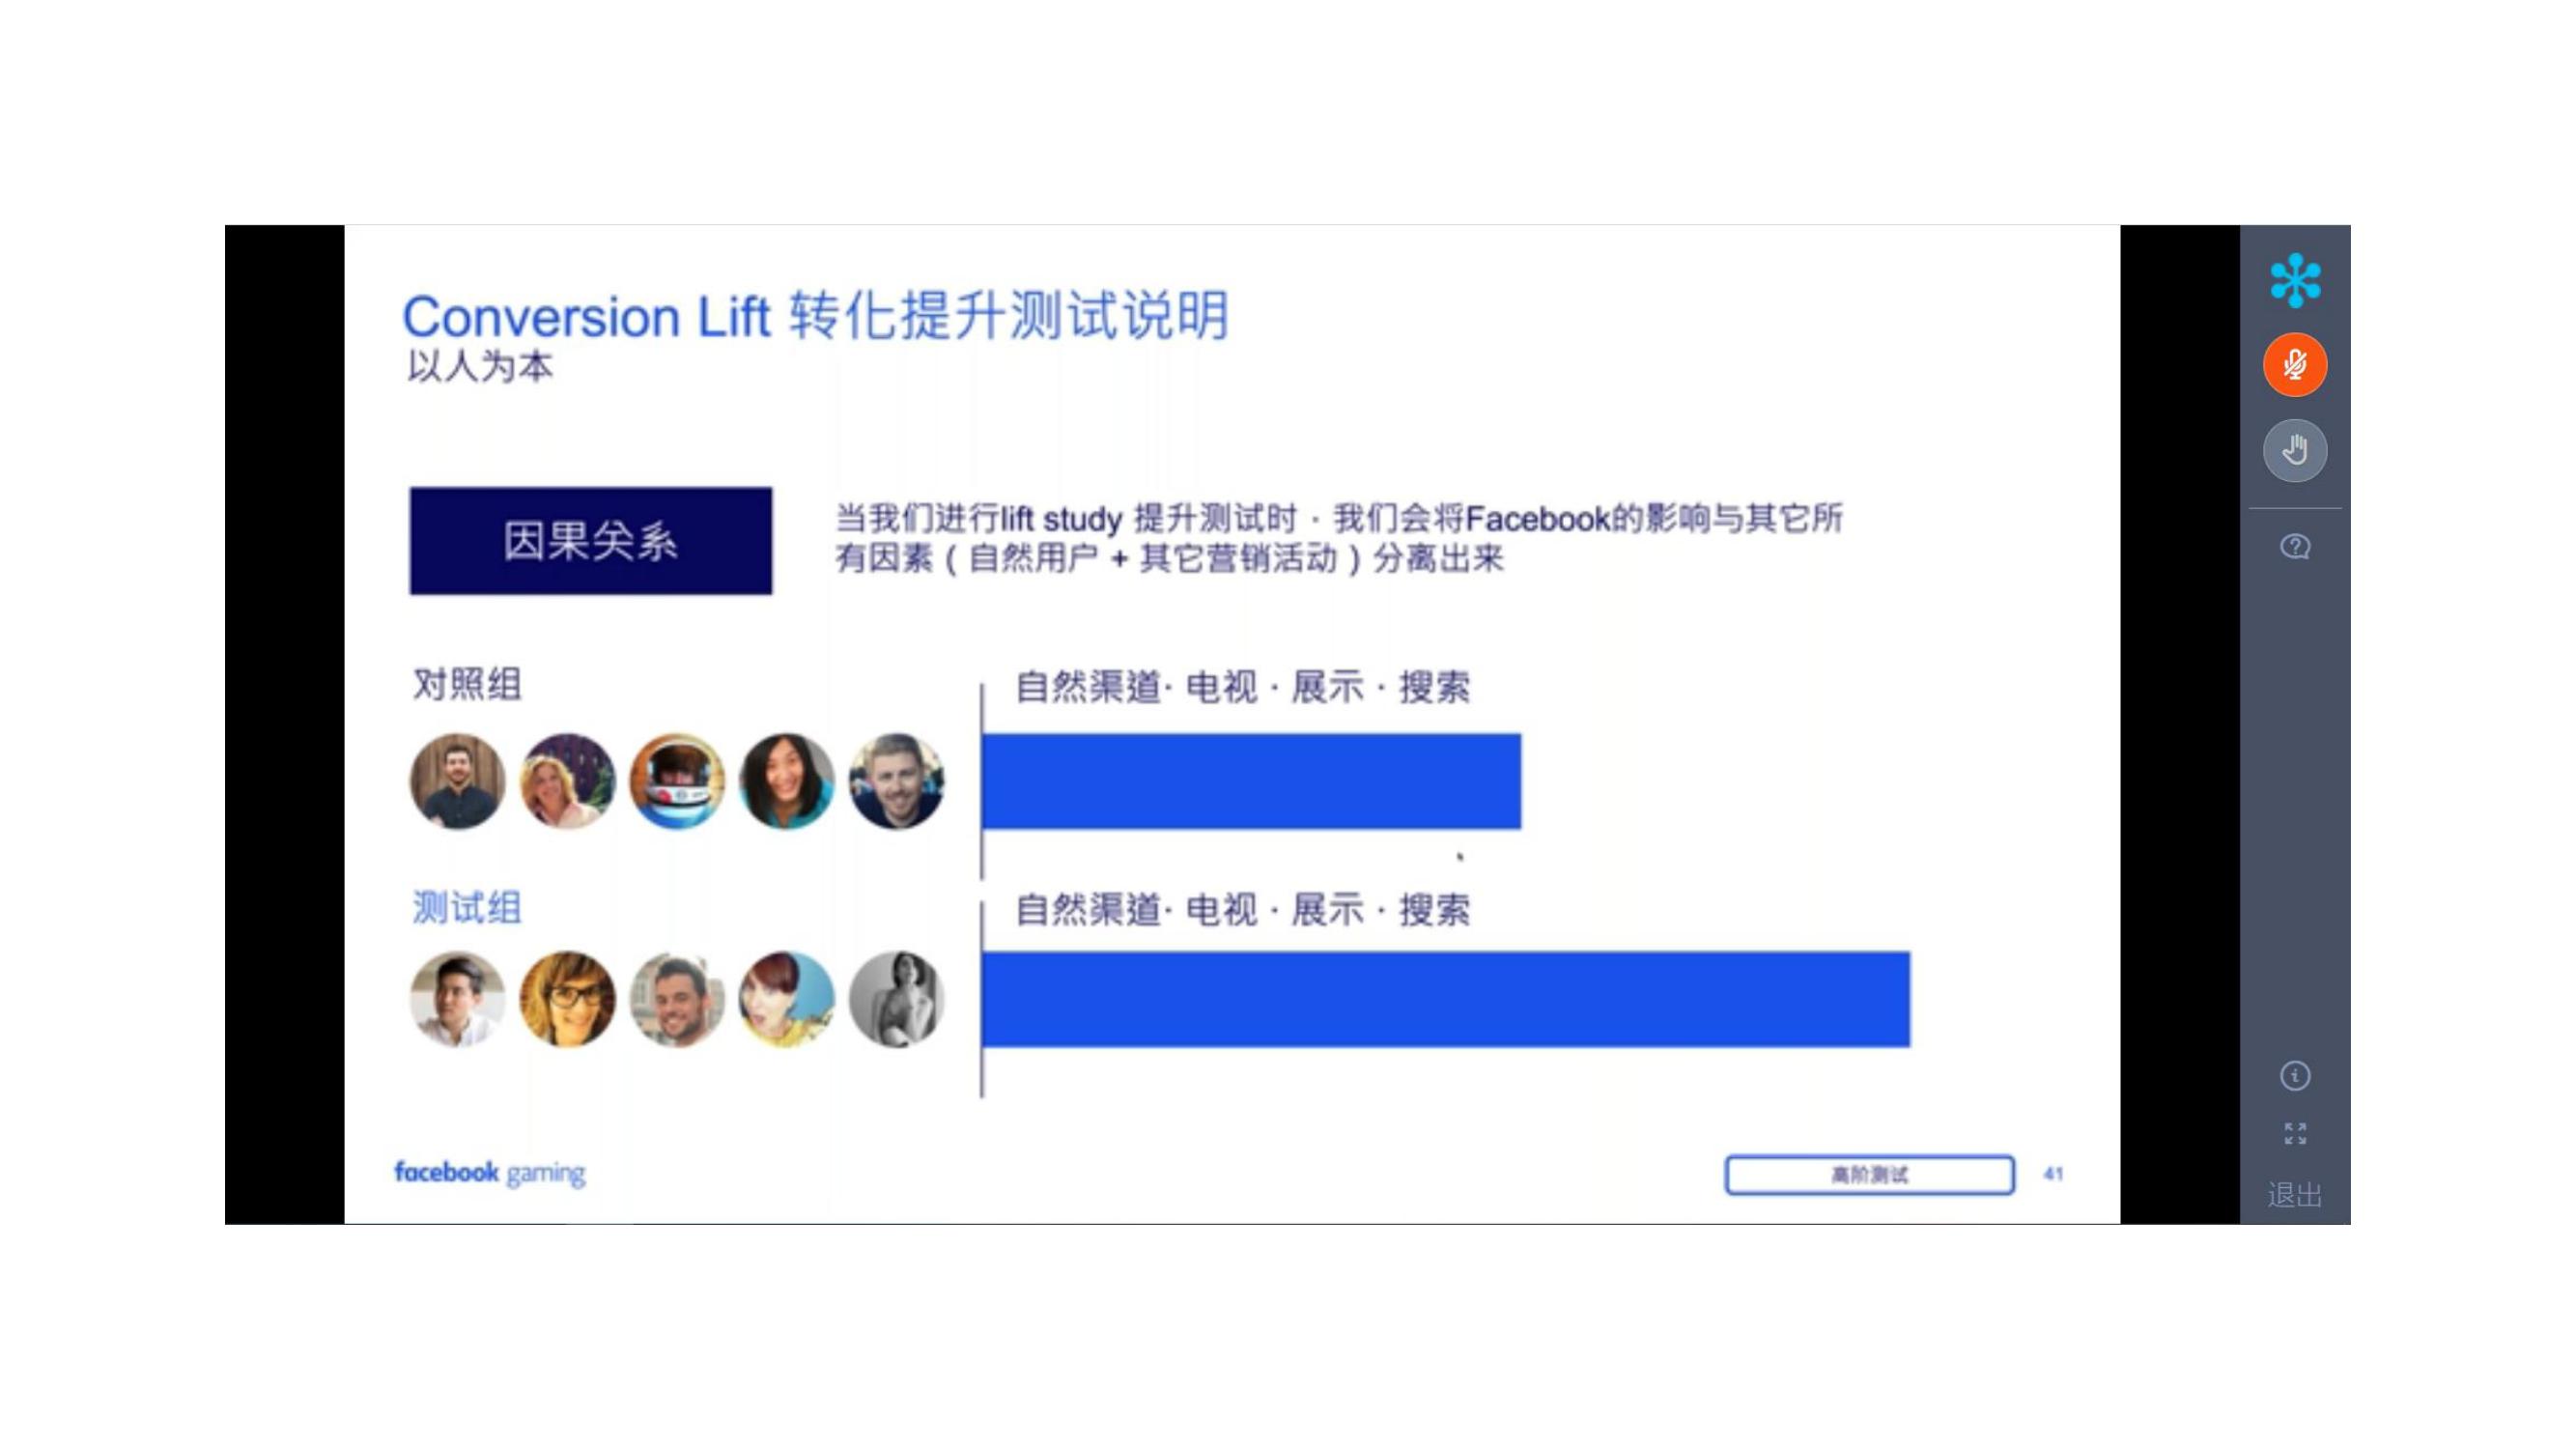 Conversion Lift 转化提升测试说明
以人为本
因果关系
当我们进行lift study 提升测试时·我们会将Facebook的影响与其它所
有因素(自然用户+其它营销活动)分离出来
对照组
自然渠道· 电视 · 展示 · 搜索
测试组
自然渠道· 电视 · 展示 · 搜索
facebook gaming
高阶测试
41
退出